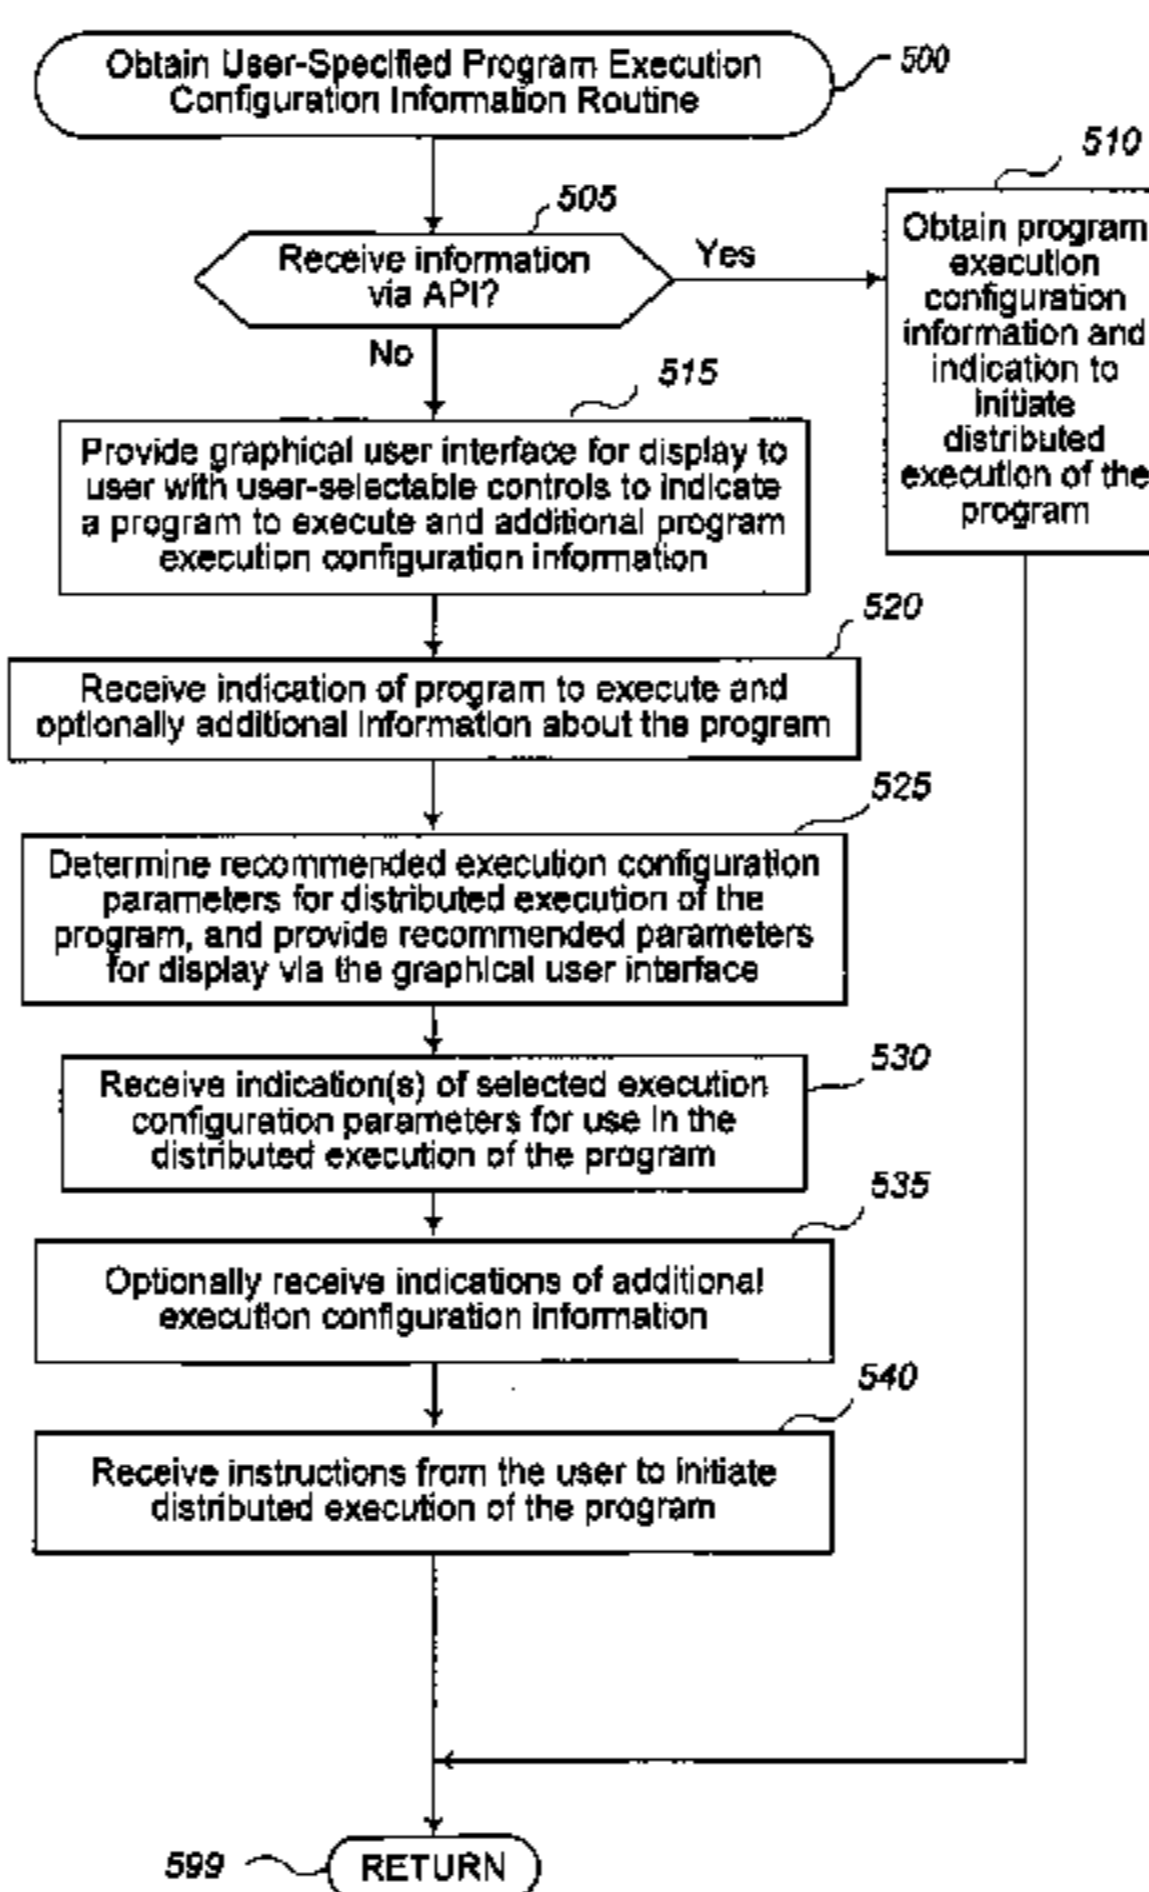 Obtain User-Specified Program Execution
Configuration Information Routine
500
505
Receive information
via API?
Yes
No
510
Obtain program
execution
configuration
information and
indication to
initiate
distributed
execution of the
program
515
Provide graphical user interface for display to
user with user-selectable controls to indicate
a program to execute and additional program
execution configuration information
520
Receive indication of program to execute and
optionally additional information about the program
525
Determine recommended execution configuration
parameters for distributed execution of the
program, and provide recommended parameters
for display via the graphical user interface
530
Receive indication(s) of selected execution
configuration parameters for use in the
distributed execution of the program
535
Optionally receive indications of additional
execution configuration information
540
Receive instructions from the user to initiate
distributed execution of the program
599
RETURN